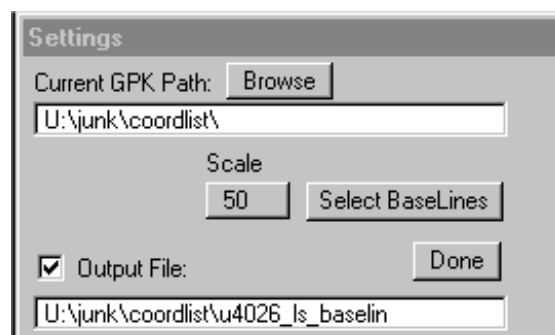 Settings
Current GPK Path: Browse
U:\junk\coordlist\
Scale
50 Select BaseLines
Output File: Done
U:\junk\coordlist\u4026_ls_baselin